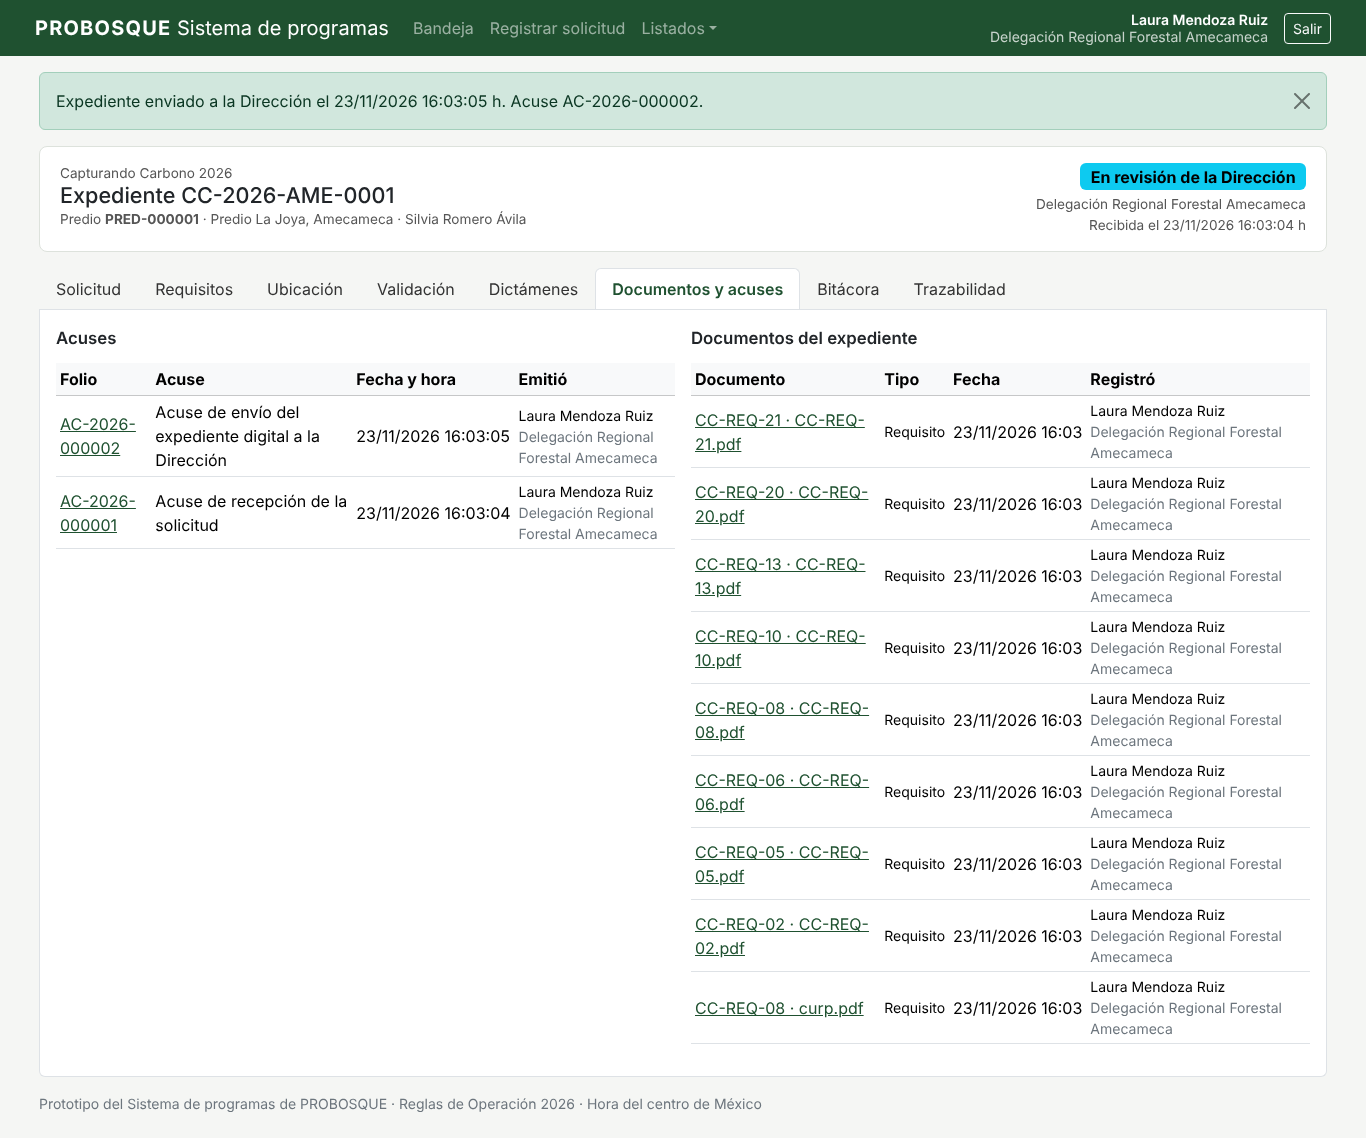 PROBOSQUE Sistema de programas
Bandeja
Registrar solicitud
Listados
Laura Mendoza Ruiz
Delegación Regional Forestal Amecameca
Salir
Expediente enviado a la Dirección el 23/11/2026 16:03:05 h. Acuse AC-2026-000002.
Capturando Carbono 2026
Expediente CC-2026-AME-0001
Predio PRED-000001 · Predio La Joya, Amecameca · Silvia Romero Ávila
En revisión de la Dirección
Delegación Regional Forestal Amecameca
Recibida el 23/11/2026 16:03:04 h
Solicitud
Requisitos
Ubicación
Validación
Dictámenes
Documentos y acuses
Bitácora
Trazabilidad
Acuses
Folio Acuse Fecha y hora Emitió
AC-2026-
000002
Acuse de envío del
expediente digital a la
Dirección
23/11/2026 16:03:05
Laura Mendoza Ruiz
Delegación Regional
Forestal Amecameca
AC-2026-
000001
Acuse de recepción de la
solicitud
23/11/2026 16:03:04
Laura Mendoza Ruiz
Delegación Regional
Forestal Amecameca
Documentos del expediente
Documento Tipo Fecha Registró
CC-REQ-21 · CC-REQ-
21.pdf
Requisito
23/11/2026 16:03
Laura Mendoza Ruiz
Delegación Regional Forestal
Amecameca
CC-REQ-20 · CC-REQ-
20.pdf
Requisito
23/11/2026 16:03
Laura Mendoza Ruiz
Delegación Regional Forestal
Amecameca
CC-REQ-13 · CC-REQ-
13.pdf
Requisito
23/11/2026 16:03
Laura Mendoza Ruiz
Delegación Regional Forestal
Amecameca
CC-REQ-10 · CC-REQ-
10.pdf
Requisito
23/11/2026 16:03
Laura Mendoza Ruiz
Delegación Regional Forestal
Amecameca
CC-REQ-08 · CC-REQ-
08.pdf
Requisito
23/11/2026 16:03
Laura Mendoza Ruiz
Delegación Regional Forestal
Amecameca
CC-REQ-06 · CC-REQ-
06.pdf
Requisito
23/11/2026 16:03
Laura Mendoza Ruiz
Delegación Regional Forestal
Amecameca
CC-REQ-05 · CC-REQ-
05.pdf
Requisito
23/11/2026 16:03
Laura Mendoza Ruiz
Delegación Regional Forestal
Amecameca
CC-REQ-02 · CC-REQ-
02.pdf
Requisito
23/11/2026 16:03
Laura Mendoza Ruiz
Delegación Regional Forestal
Amecameca
CC-REQ-08 · curp.pdf
Requisito
23/11/2026 16:03
Laura Mendoza Ruiz
Delegación Regional Forestal
Amecameca
Prototipo del Sistema de programas de PROBOSQUE · Reglas de Operación 2026 · Hora del centro de México